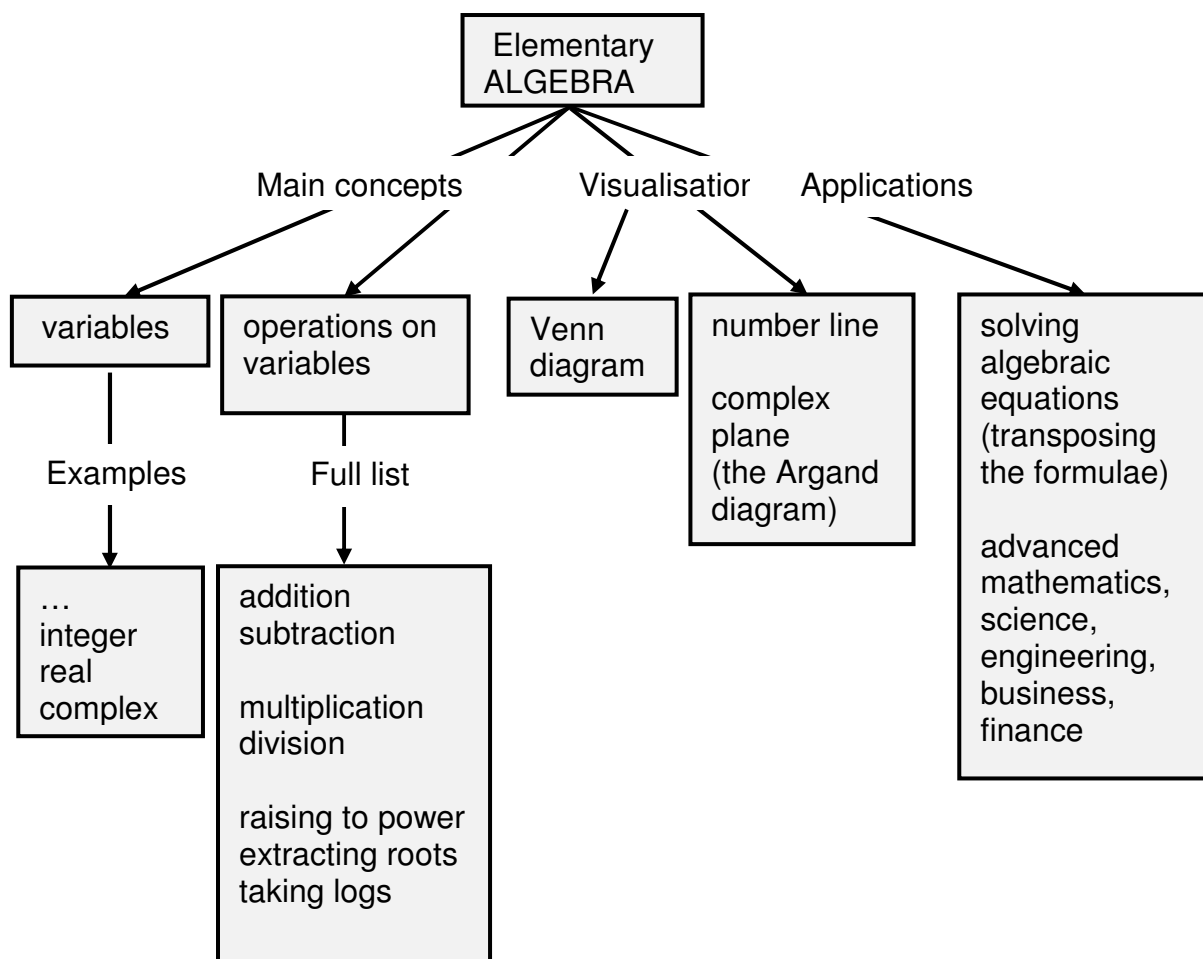 Elementary
ALGEBRA
Main concepts
Visualisation
Applications
variables
operations on
variables
Venn
diagram
number line
complex
plane
(the Argand
diagram)
solving
algebraic
equations
(transposing
the formulae)
advanced
mathematics,
science,
engineering,
business,
finance
Examples
Full list
…
integer
real
complex
addition
subtraction
multiplication
division
raising to power
extracting roots
taking logs